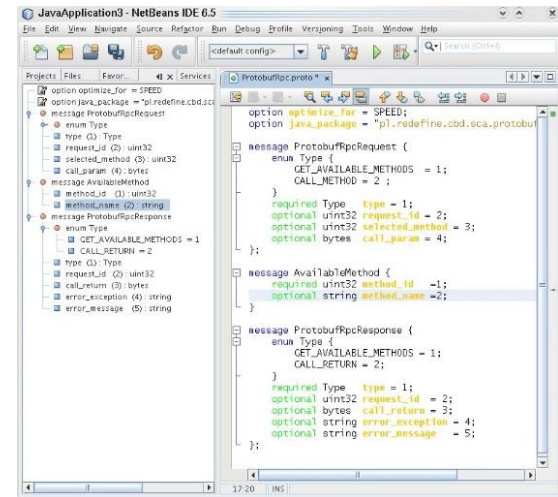 JavaApplication3 - NetBeans IDE 6.5
File Edit View Navigate Source Refactor Run Debug Profile Versioning Tools Window Help
<default config>
Search (Ctrl+I)
Projects Files Favor... Services
ProtobufRpc.proto *
option optimize_for = SPEED
option java_package = "pl.redefine.cbd.sca
message ProtobufRpcRequest
enum Type
type (1) : Type
request_id (2) : uint32
selected_method (3) : uint32
call_param (4) : bytes
message AvailableMethod
method_id (1) : uint32
method_name (2) : string
message ProtobufRpcResponse
enum Type
GET_AVAILABLE_METHODS = 1
CALL_RETURN = 2
type (1) : Type
request_id (2) : uint32
call_return (3) : bytes
error_exception (4) : string
error_message (5) : string
option optimize_for = SPEED;
option java_package = "pl.redefine.cbd.sca.protobuf
message ProtobufRpcRequest {
enum Type {
GET_AVAILABLE_METHODS = 1;
CALL_METHOD = 2 ;
}
required Type type = 1;
optional uint32 request_id = 2;
optional uint32 selected_method = 3;
optional bytes call_param = 4;
};
message AvailableMethod {
required uint32 method_id =1;
optional string method_name =2;
}
message ProtobufRpcResponse {
enum Type {
GET_AVAILABLE_METHODS = 1;
CALL_RETURN = 2;
}
required Type type = 1;
optional uint32 request_id = 2;
optional bytes call_return = 3;
optional string error_exception = 4;
optional string error_message = 5;
};
17:20 INS